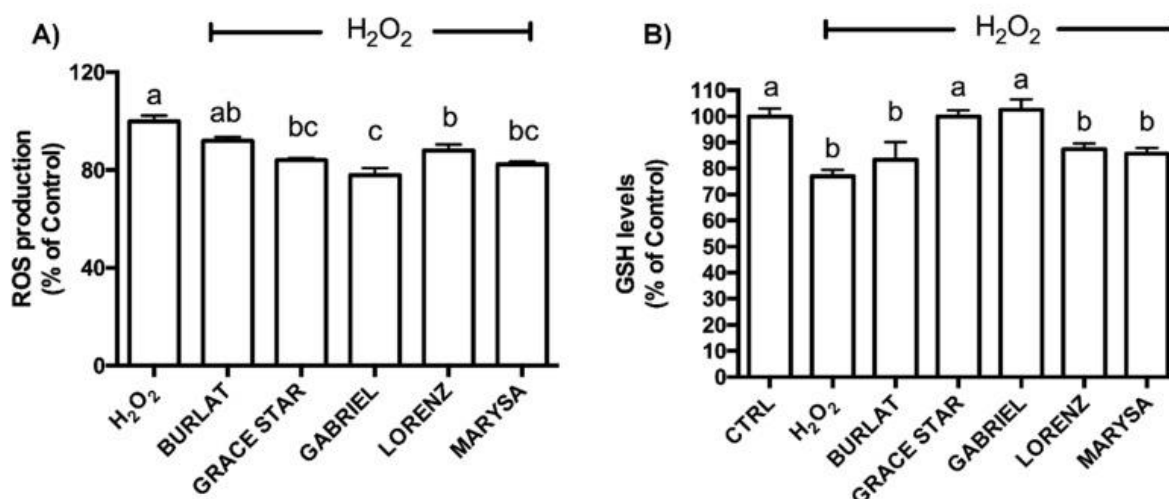 A)
H₂O₂
ROS production
(% of Control)
120
80
40
0
a
ab
bc
c
b
bc
H₂O₂
BURLAT
GRACE STAR
GABRIEL
LORENZ
MARYSA
B)
H₂O₂
GSH levels
(% of Control)
110
100
90
80
70
60
50
40
30
20
10
0
a
b
b
a
a
b
b
CTRL
H₂O₂
BURLAT
GRACE STAR
GABRIEL
LORENZ
MARYSA